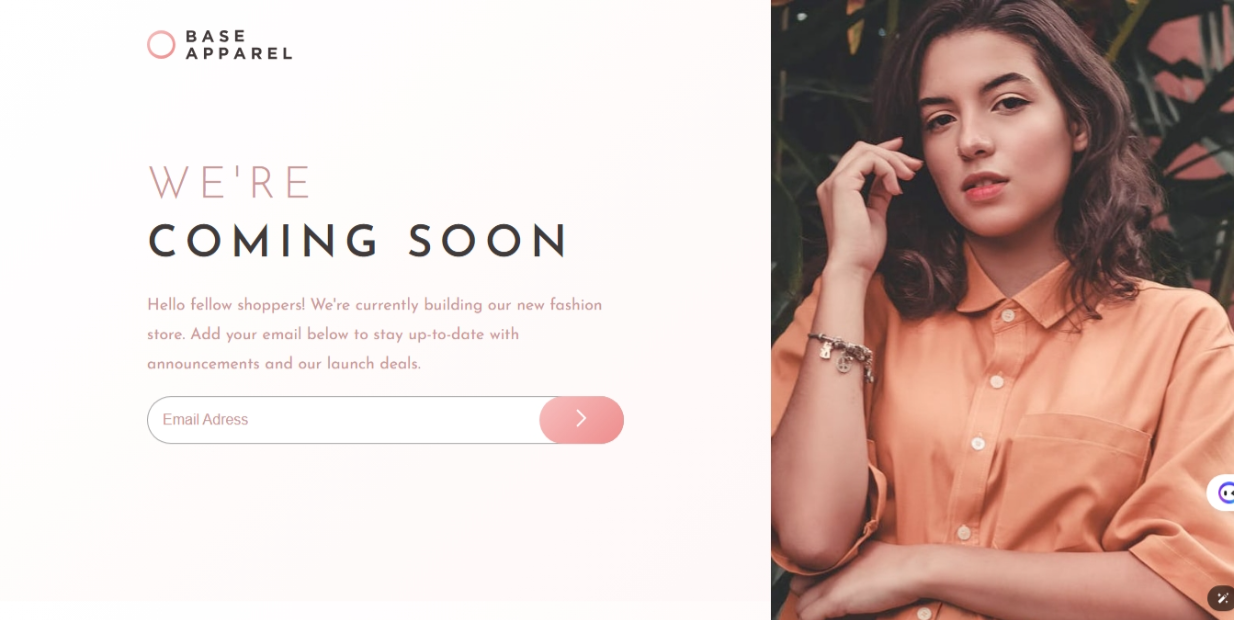 BASE
APPAREL
WE'RE
COMING SOON
Hello fellow shoppers! We're currently building our new fashion
store. Add your email below to stay up-to-date with
announcements and our launch deals.
Email Adress